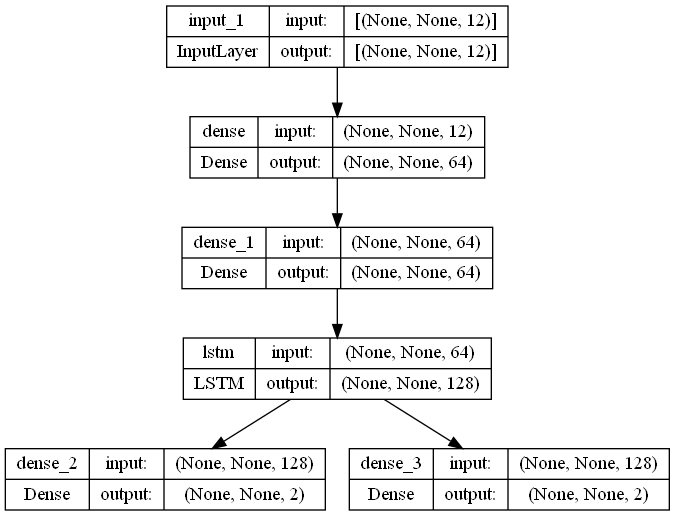 input_1 input: [(None, None, 12)]
InputLayer output: [(None, None, 12)]
dense input: (None, None, 12)
Dense output: (None, None, 64)
dense_1 input: (None, None, 64)
Dense output: (None, None, 64)
lstm input: (None, None, 64)
LSTM output: (None, None, 128)
dense_2 input: (None, None, 128)
Dense output: (None, None, 2)
dense_3 input: (None, None, 128)
Dense output: (None, None, 2)